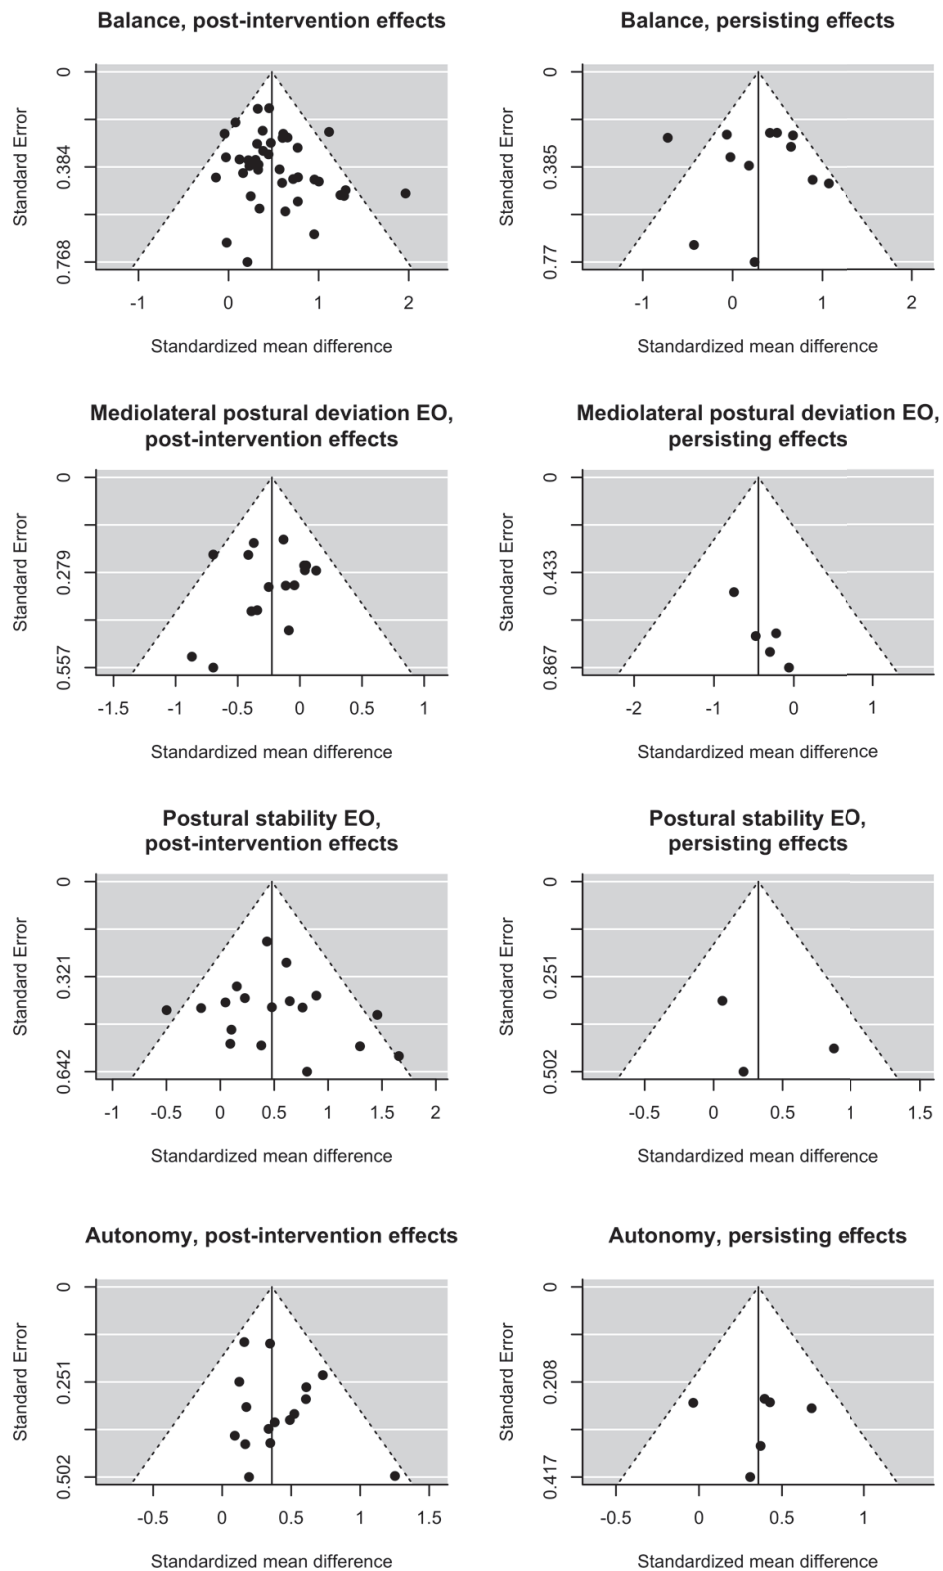 Balance, post-intervention effects
Standard Error
0
0.384
0.768
-1 0 1 2
Standardized mean difference
Balance, persisting effects
Standard Error
0
0.385
0.77
-1 0 1 2
Standardized mean difference
Mediolateral postural deviation EO,
post-intervention effects
Standard Error
0
0.279
0.557
-1.5 -1 -0.5 0 0.5 1
Standardized mean difference
Mediolateral postural deviation EO,
persisting effects
Standard Error
0
0.433
0.867
-2 -1 0 1
Standardized mean difference
Postural stability EO,
post-intervention effects
Standard Error
0
0.321
0.642
-1 -0.5 0 0.5 1 1.5 2
Standardized mean difference
Postural stability EO,
persisting effects
Standard Error
0
0.251
0.502
-0.5 0 0.5 1 1.5
Standardized mean difference
Autonomy, post-intervention effects
Standard Error
0
0.251
0.502
-0.5 0 0.5 1 1.5
Standardized mean difference
Autonomy, persisting effects
Standard Error
0
0.208
0.417
-0.5 0 0.5 1
Standardized mean difference